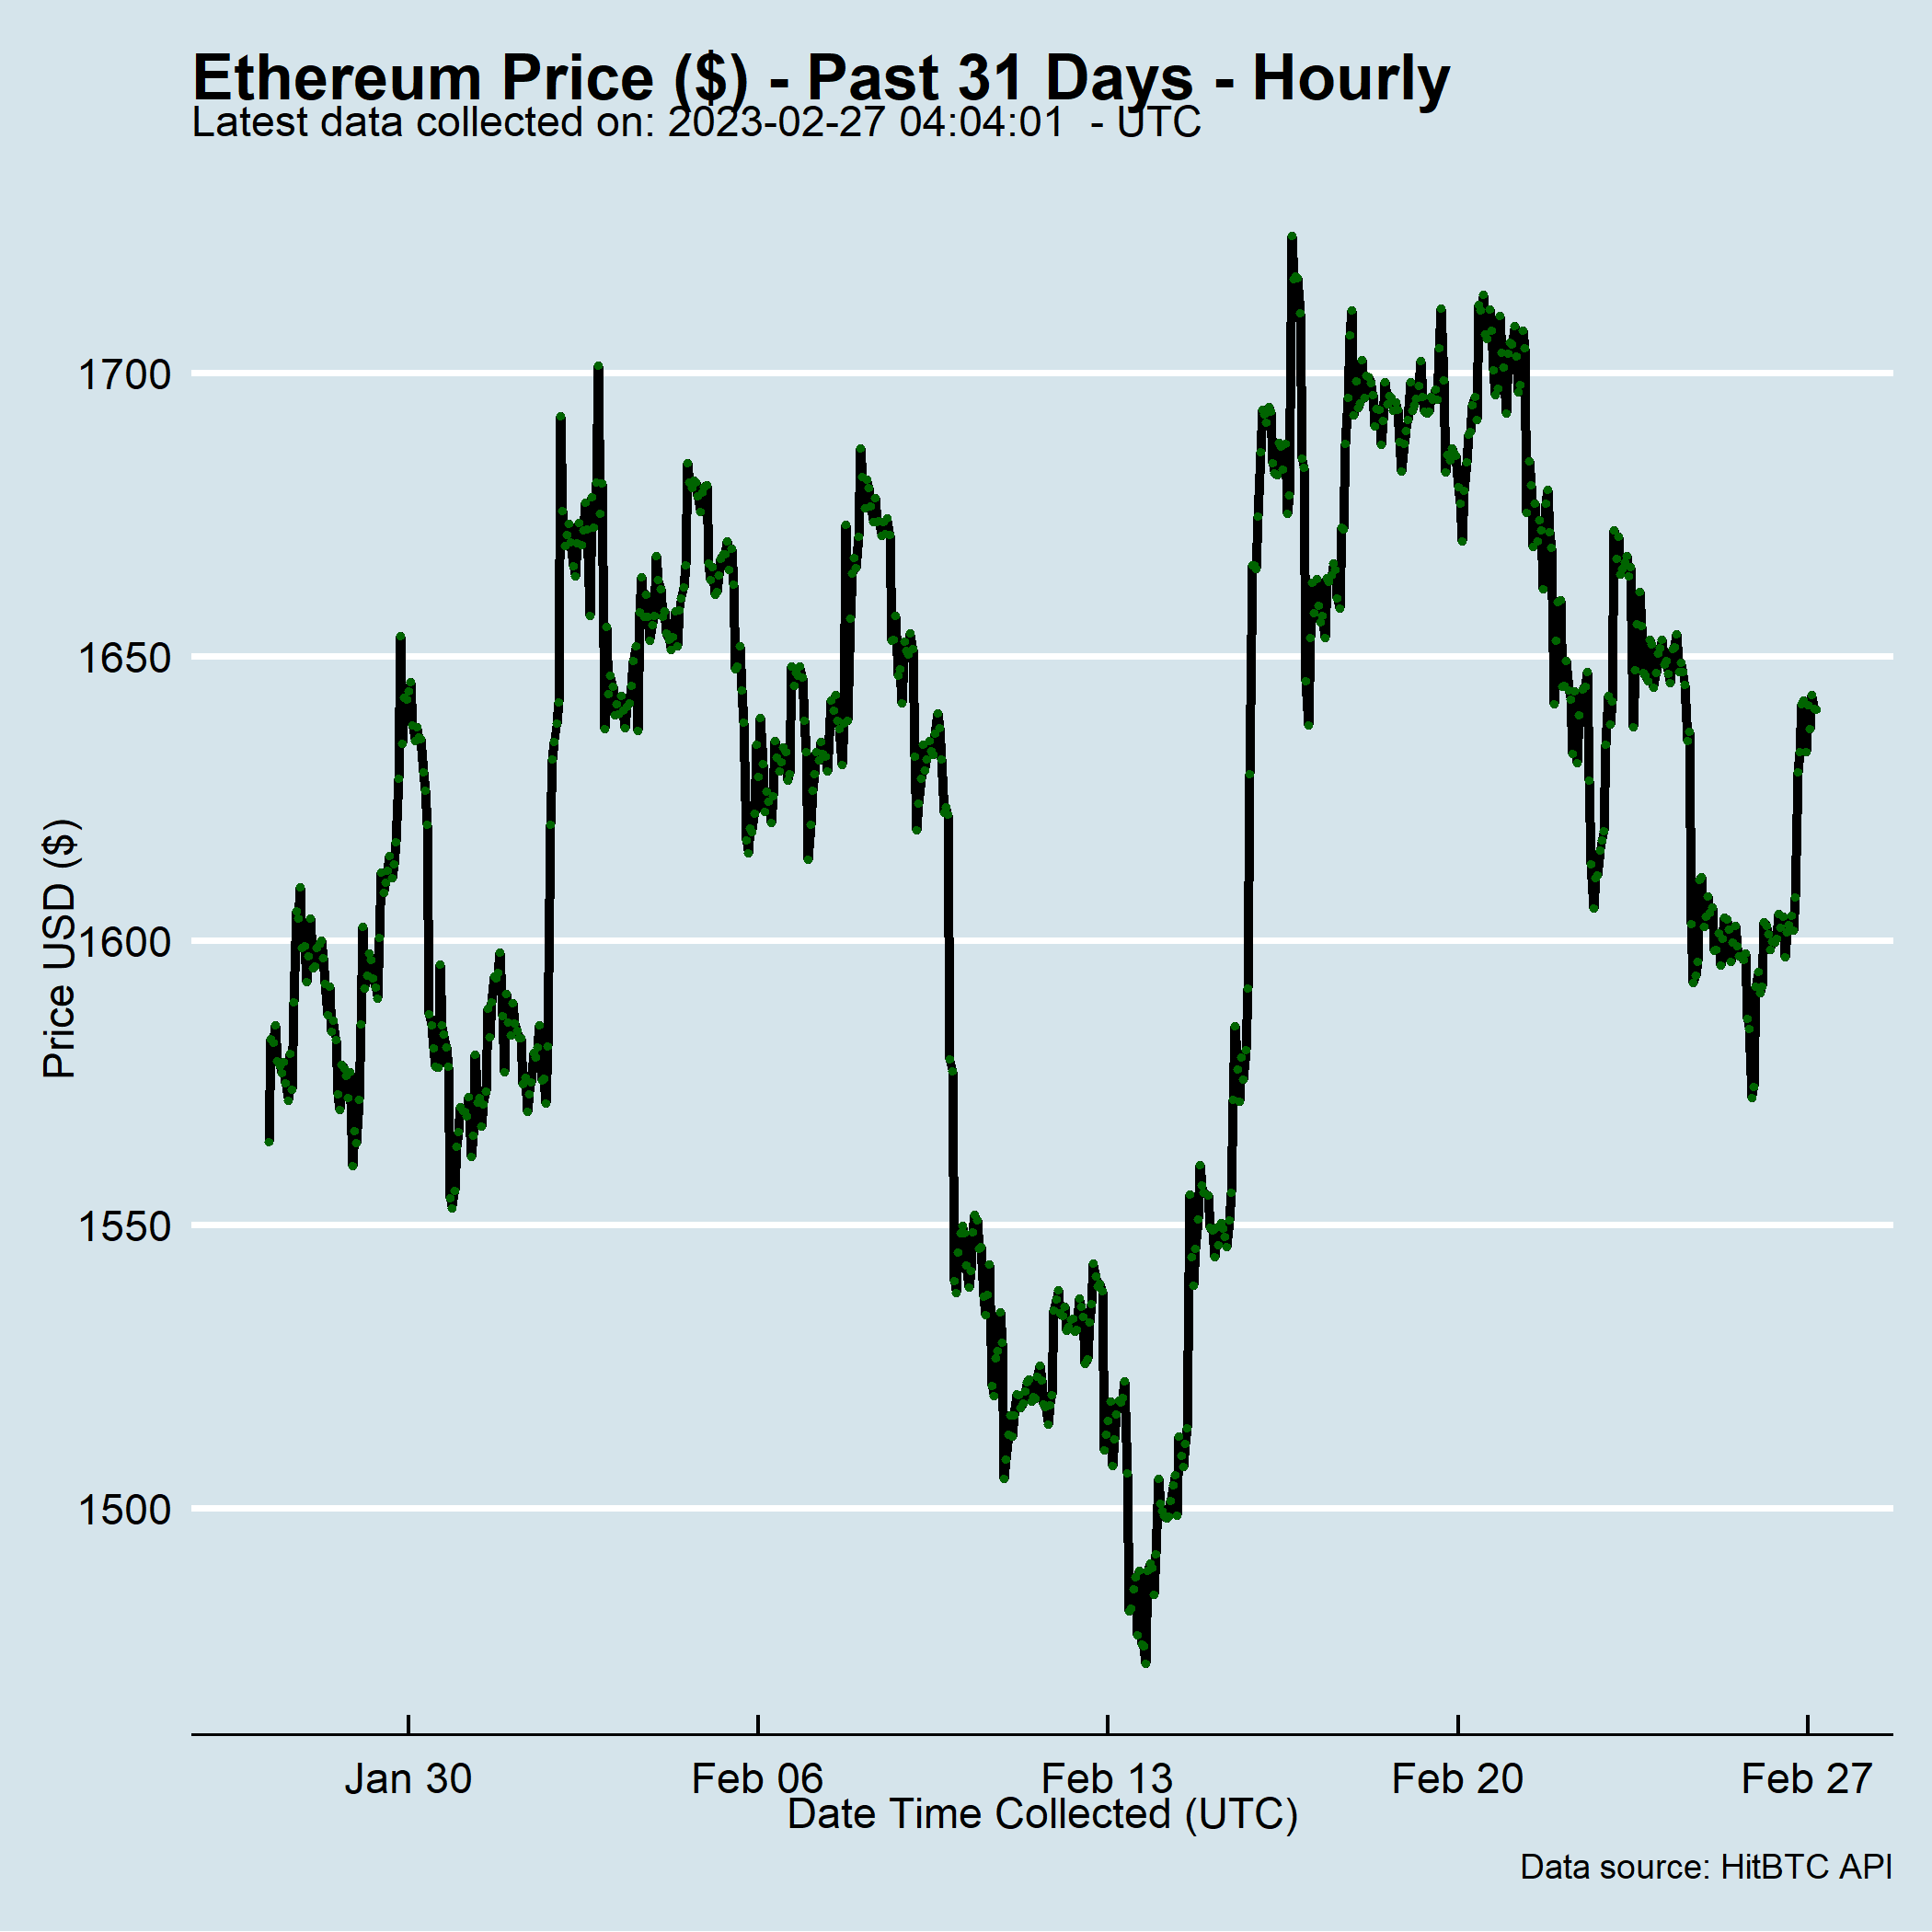 Ethereum Price ($) - Past 31 Days - Hourly
Latest data collected on: 2023-02-27 04:04:01  - UTC
Price USD ($)
1700
1650
1600
1550
1500
Jan 30
Feb 06
Feb 13
Feb 20
Feb 27
Date Time Collected (UTC)
Data source: HitBTC API